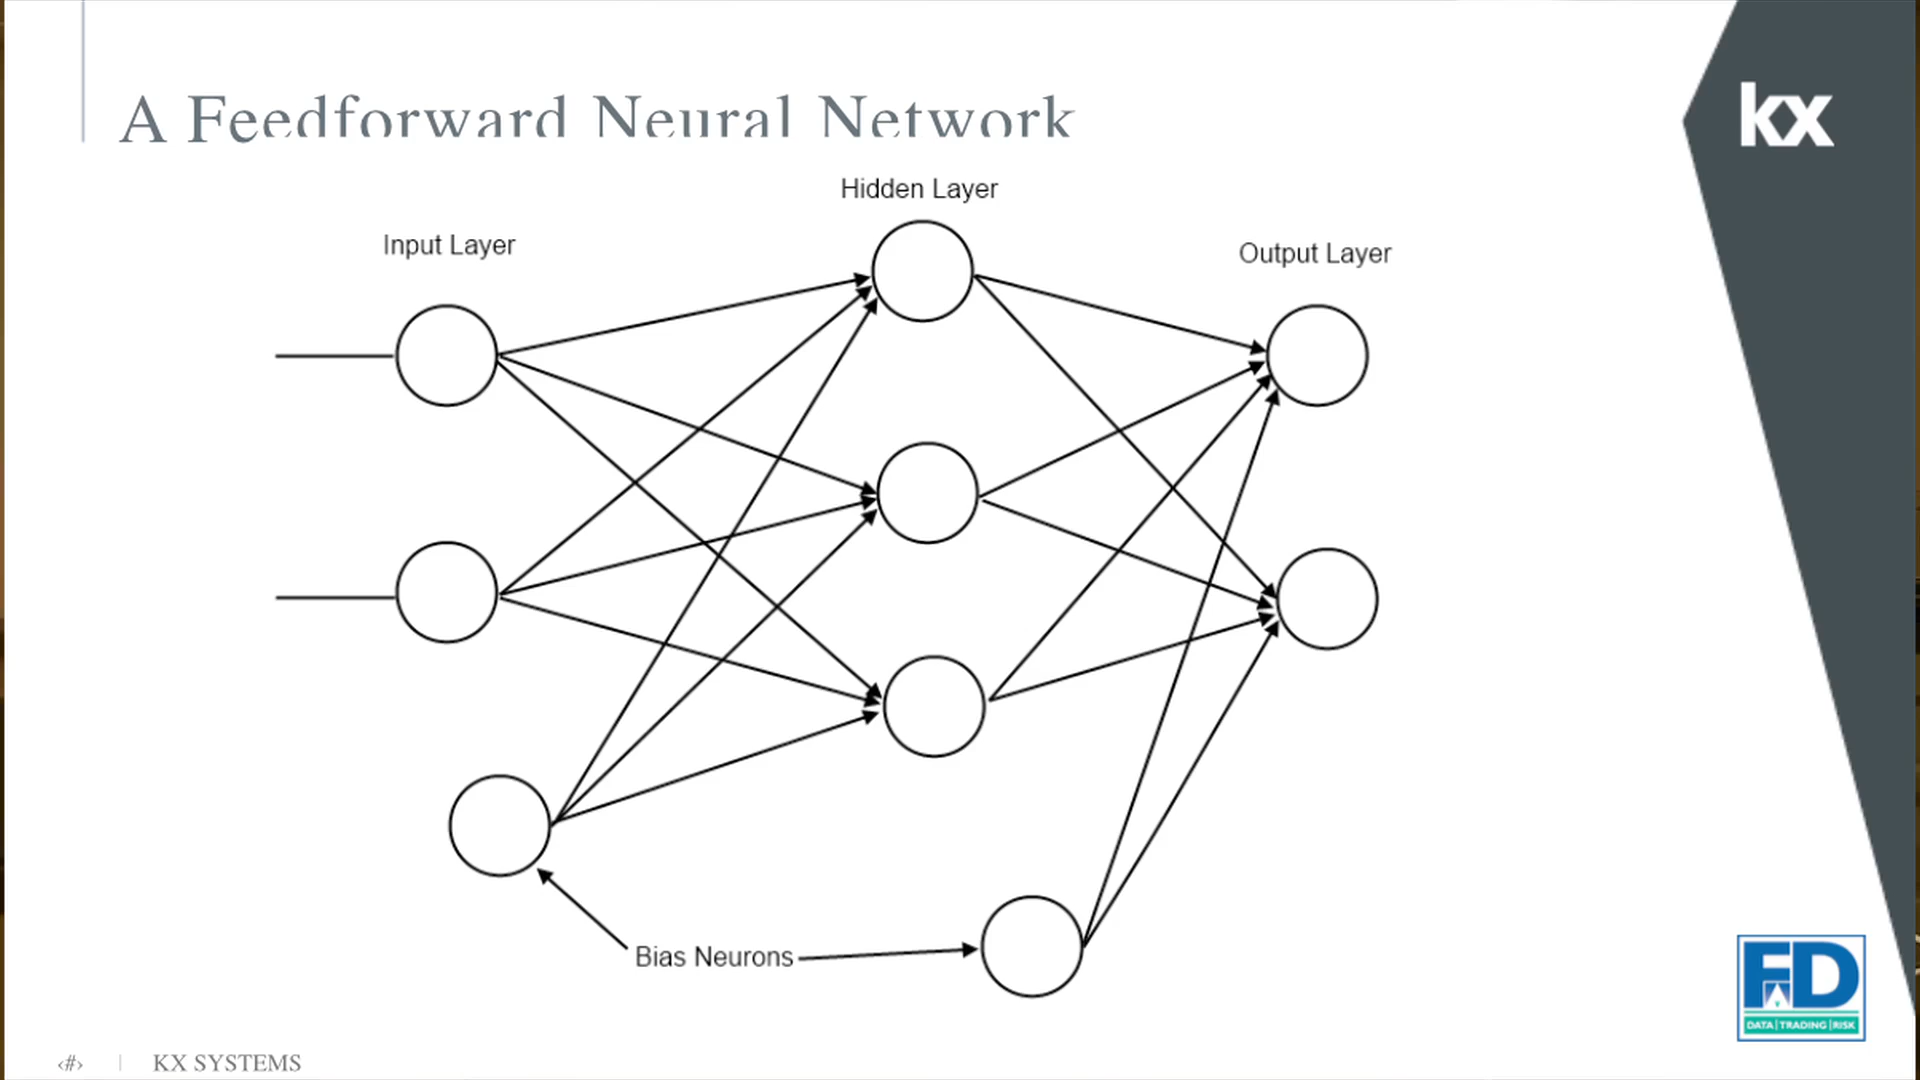 A Feedforward Neural Network
kx
Hidden Layer
Input Layer
Output Layer
Bias Neurons
FD
DATA | TRADING | RISK
‹#› | KX SYSTEMS